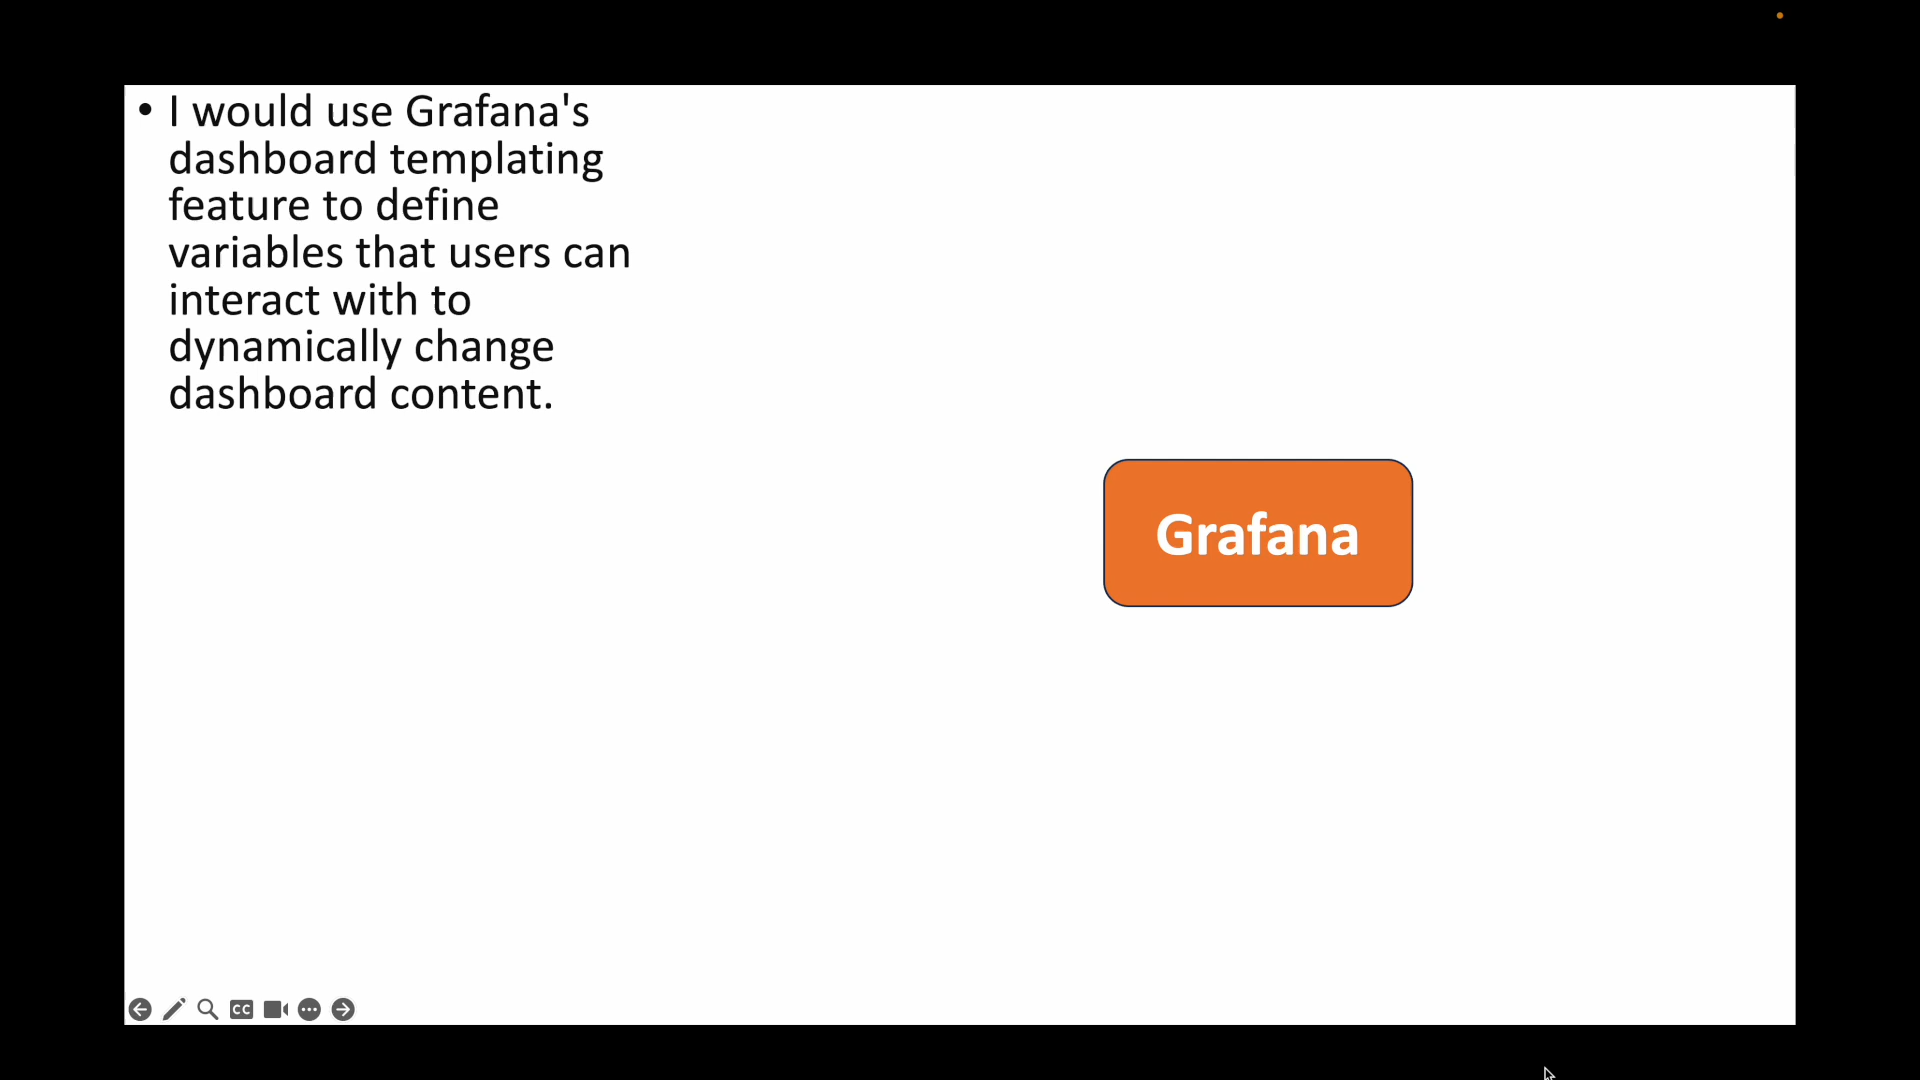 • I would use Grafana's
dashboard templating
feature to define
variables that users can
interact with to
dynamically change
dashboard content.
Grafana
CC